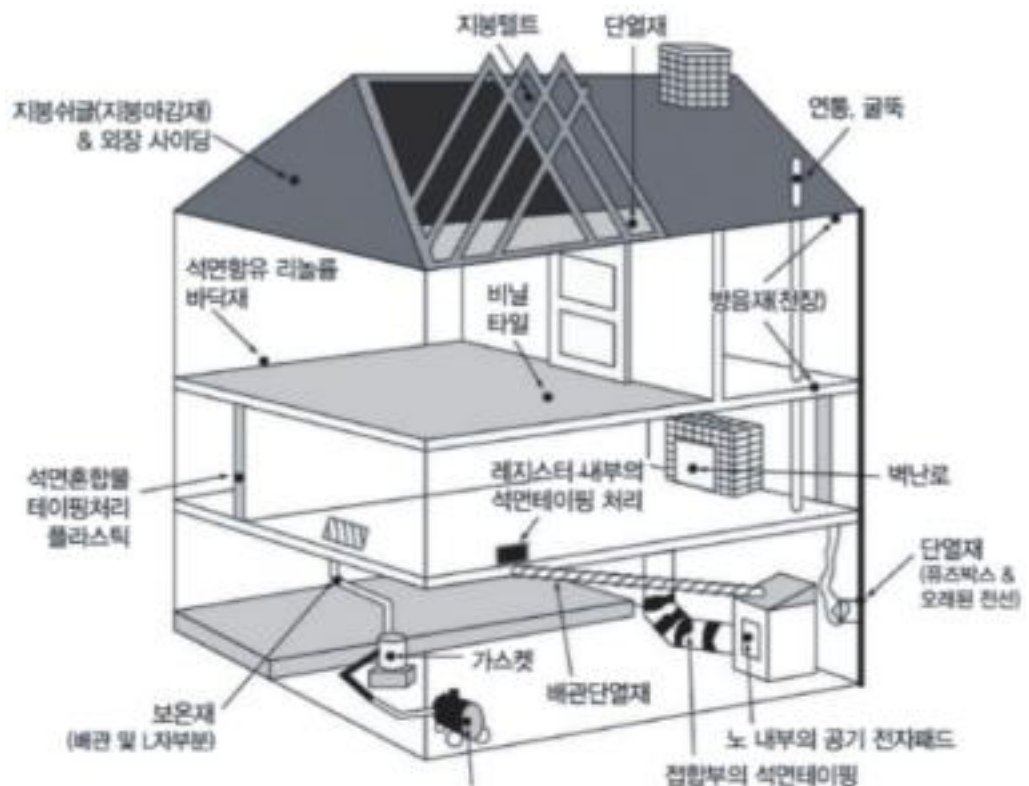 지붕펠트
단열재
지붕쉬글(지붕마감재)
& 외장 사이딩
연통, 굴뚝
석면함유 리놀륨
바닥재
비닐
타일
방음재(천장)
석면혼합물
테이핑처리
플라스틱
레지스터 내부의
석면테이핑 처리
벽난로
단열재
(퓨즈박스 &
오래된 전선)
가스켓
배관단열재
보온재
(배관 및 L자부분)
노 내부의 공기 전자패드
접합부의 석면테이핑